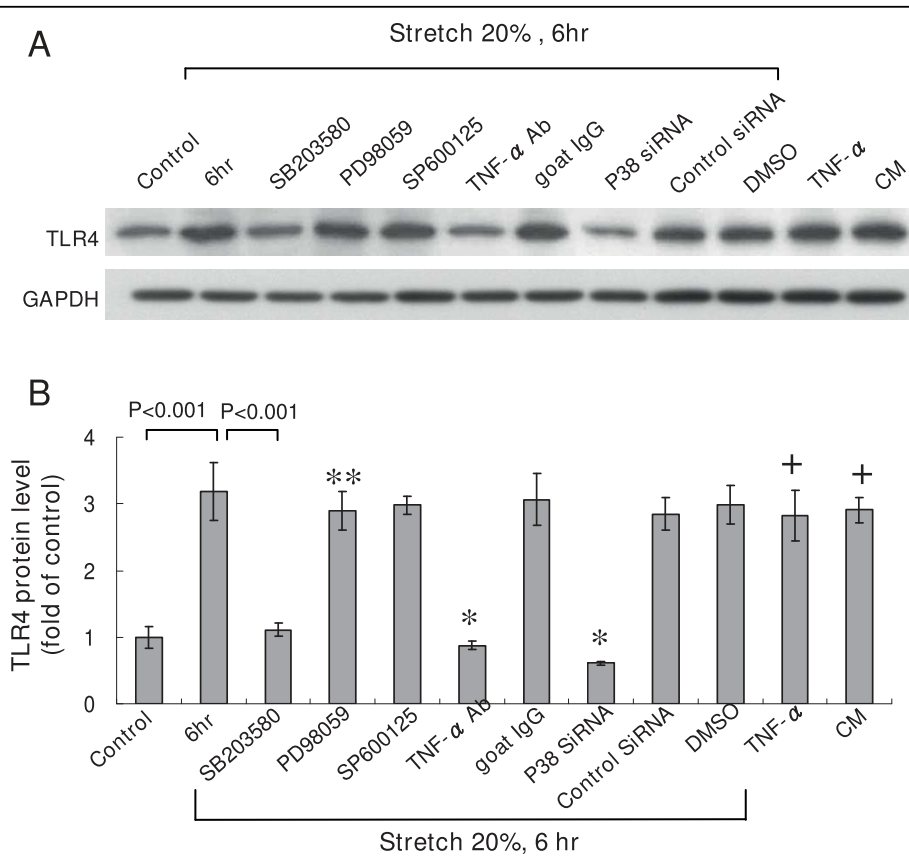 A
Stretch 20% , 6hr
Control
6hr
SB203580
PD98059
SP600125
TNF-α Ab
goat IgG
P38 siRNA
Control siRNA
DMSO
TNF-α
CM
TLR4
GAPDH
B
P<0.001 P<0.001
TLR4 protein level
(fold of control)
4
3
2
1
0
**
*
*
+
+
Control
6hr
SB203580
PD98059
SP600125
TNF-α Ab
goat IgG
P38 SiRNA
Control SiRNA
DMSO
TNF-α
CM
Stretch 20%, 6 hr